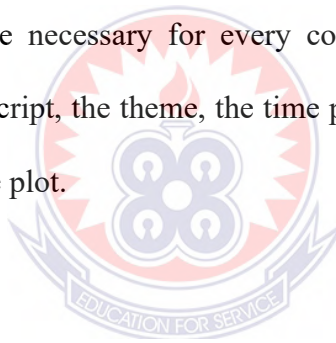 e necessary for every co
cript, the theme, the time p
plot.
EDUCATION FOR SERVICE